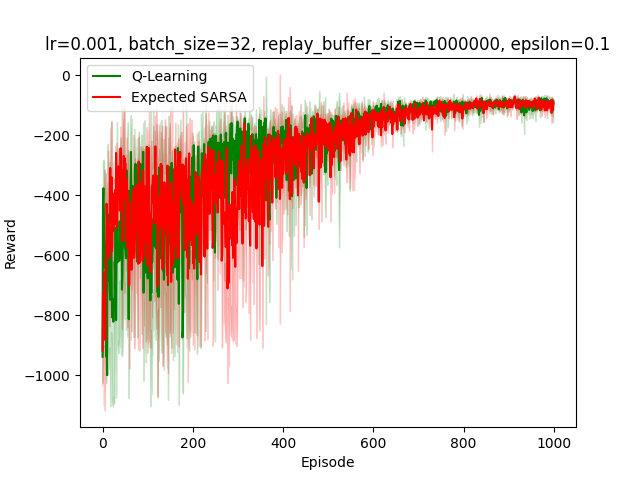 lr=0.001, batch_size=32, replay_buffer_size=1000000, epsilon=0.1
Q-Learning
Expected SARSA
0
−200
−400
−600
−800
−1000
Reward
0
200
400
600
800
1000
Episode